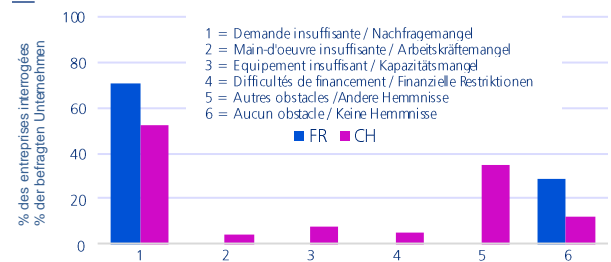 % des entreprises interrogées
% der befragten Unternehmen
100
80
60
40
20
0
1 = Demande insuffisante / Nachfragemangel
2 = Main-d'oeuvre insuffisante / Arbeitskräftemangel
3 = Equipement insuffisant / Kapazitätsmangel
4 = Difficultés de financement / Finanzielle Restriktionen
5 = Autres obstacles /Andere Hemmnisse
6 = Aucun obstacle / Keine Hemmnisse
FR CH
1 2 3 4 5 6